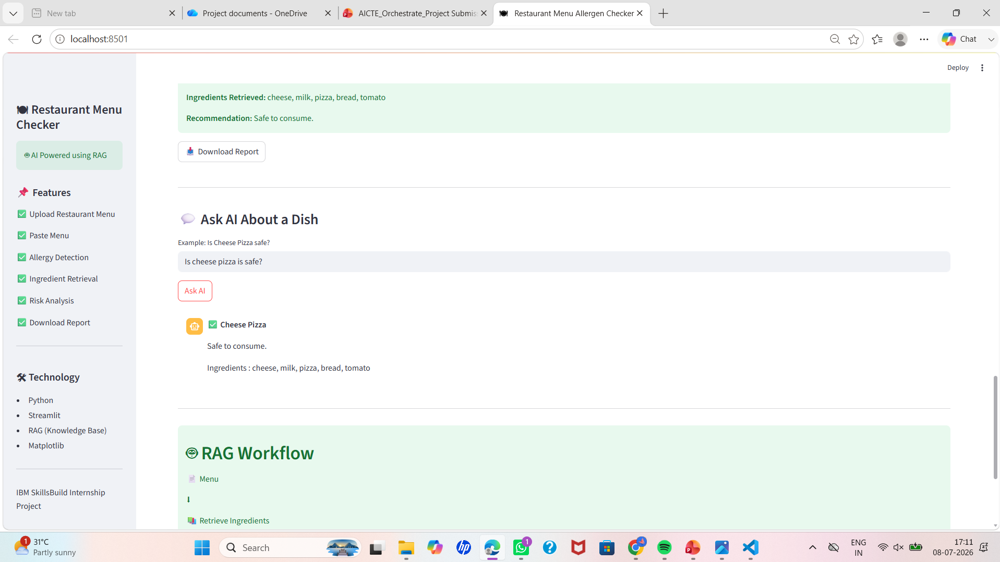 New tab
Project documents - OneDrive
AICTE_Orchestrate_Project Submis
Restaurant Menu Allergen Checker
localhost:8501
Chat
Deploy
🍽 Restaurant Menu
Checker
AI Powered using RAG
📌 Features
✅ Upload Restaurant Menu
✅ Paste Menu
✅ Allergy Detection
✅ Ingredient Retrieval
✅ Risk Analysis
✅ Download Report
🛠 Technology
• Python
• Streamlit
• RAG (Knowledge Base)
• Matplotlib
IBM SkillsBuild Internship
Project
Ingredients Retrieved: cheese, milk, pizza, bread, tomato
Recommendation: Safe to consume.
📥 Download Report
💬 Ask AI About a Dish
Example: Is Cheese Pizza safe?
Is cheese pizza is safe?
Ask AI
✅ Cheese Pizza
Safe to consume.
Ingredients : cheese, milk, pizza, bread, tomato
RAG Workflow
📄 Menu
⬇
📚 Retrieve Ingredients
1
31°C
Partly sunny
Search
hp
1
ENG
IN
17:11
08-07-2026